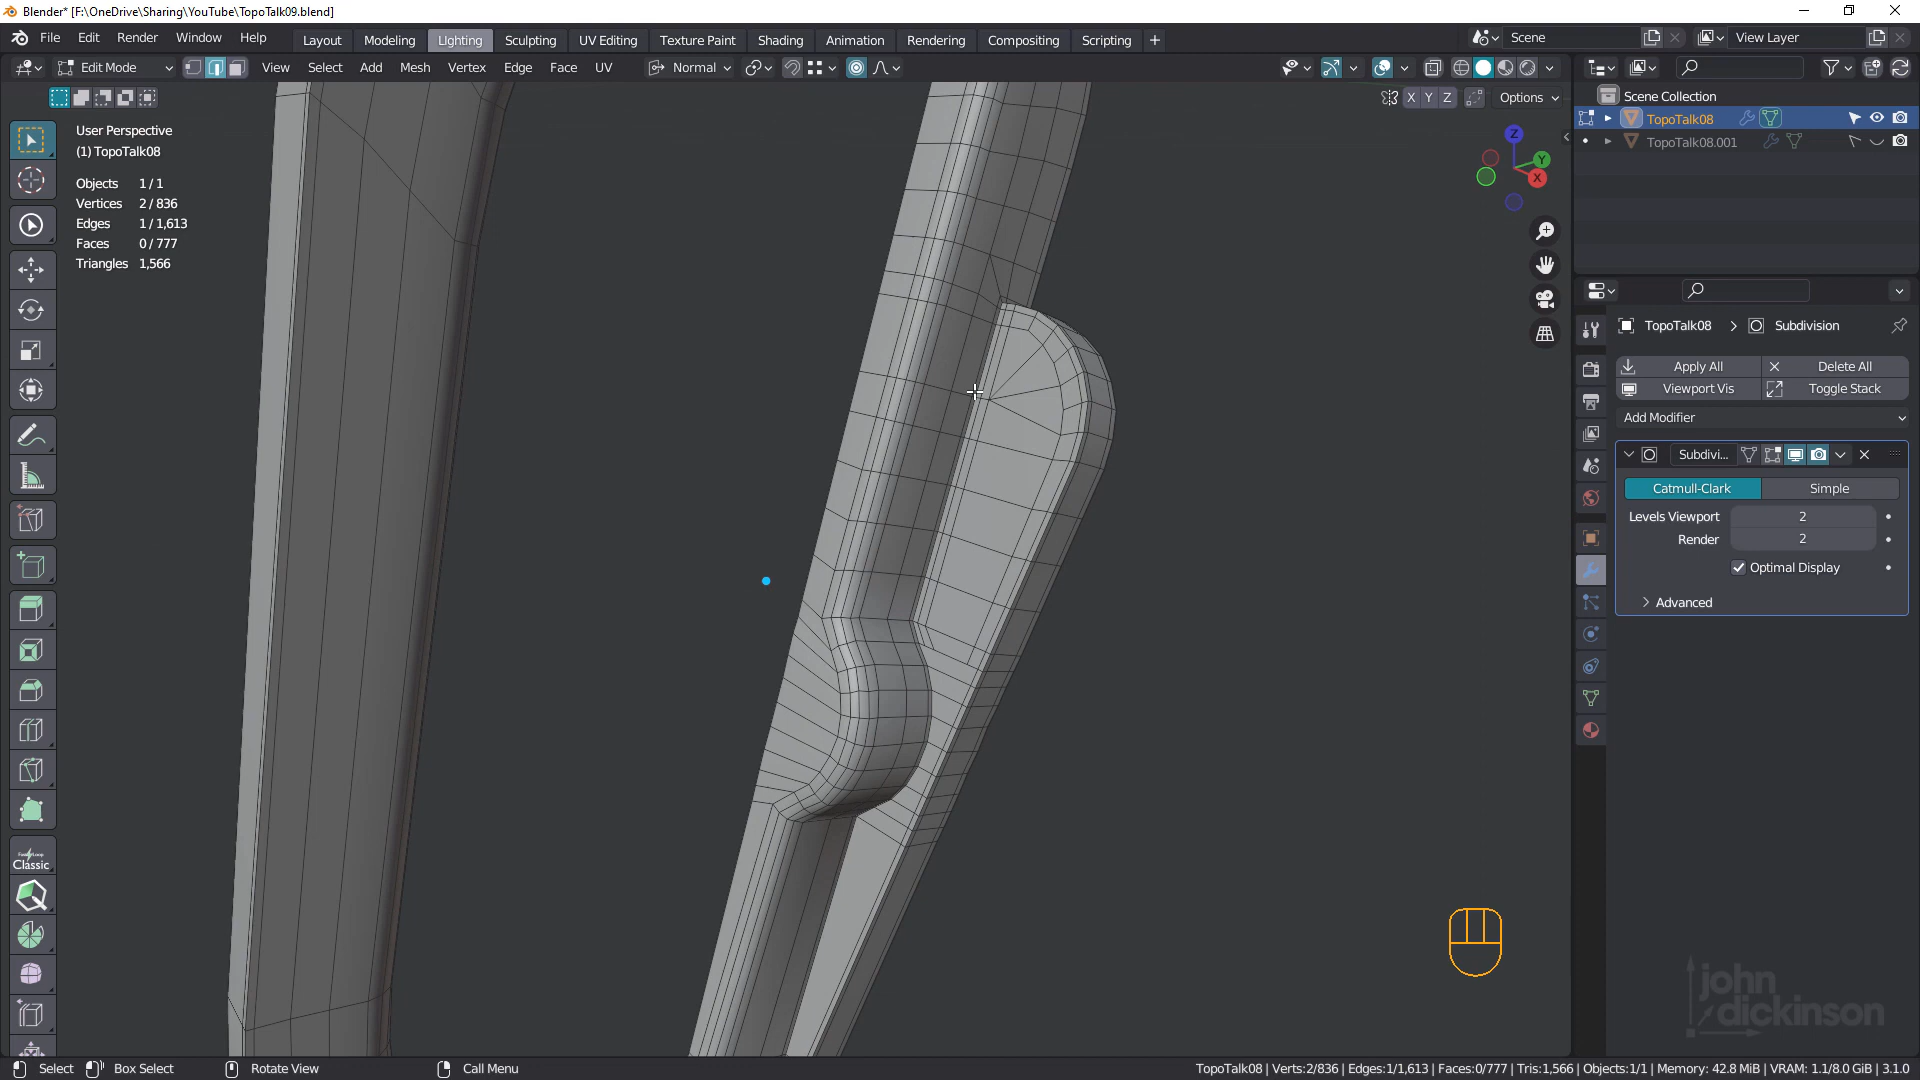 Blender* [F:\OneDrive\Sharing\YouTube\TopoTalk09.blend]
File Edit Render Window Help Layout Modeling Lighting Sculpting UV Editing Texture Paint Shading Animation Rendering Compositing Scripting + Scene View Layer
Edit Mode View Select Add Mesh Vertex Edge Face UV Normal
X Y Z Options
Scene Collection
TopoTalk08
TopoTalk08.001
User Perspective
(1) TopoTalk08
Objects 1 / 1
Vertices 2 / 836
Edges 1 / 1,613
Faces 0 / 777
Triangles 1,566
Z
Y
X
TopoTalk08 > Subdivision
Apply All Delete All
Viewport Vis Toggle Stack
Add Modifier
Subdivi...
Catmull-Clark Simple
Levels Viewport 2
Render 2
Optimal Display
Advanced
Classic
john
dickinson
Select Box Select Rotate View Call Menu TopoTalk08 | Verts:2/836 | Edges:1/1,613 | Faces:0/777 | Tris:1,566 | Objects:1/1 | Memory: 42.8 MiB | VRAM: 1.1/8.0 GiB | 3.1.0